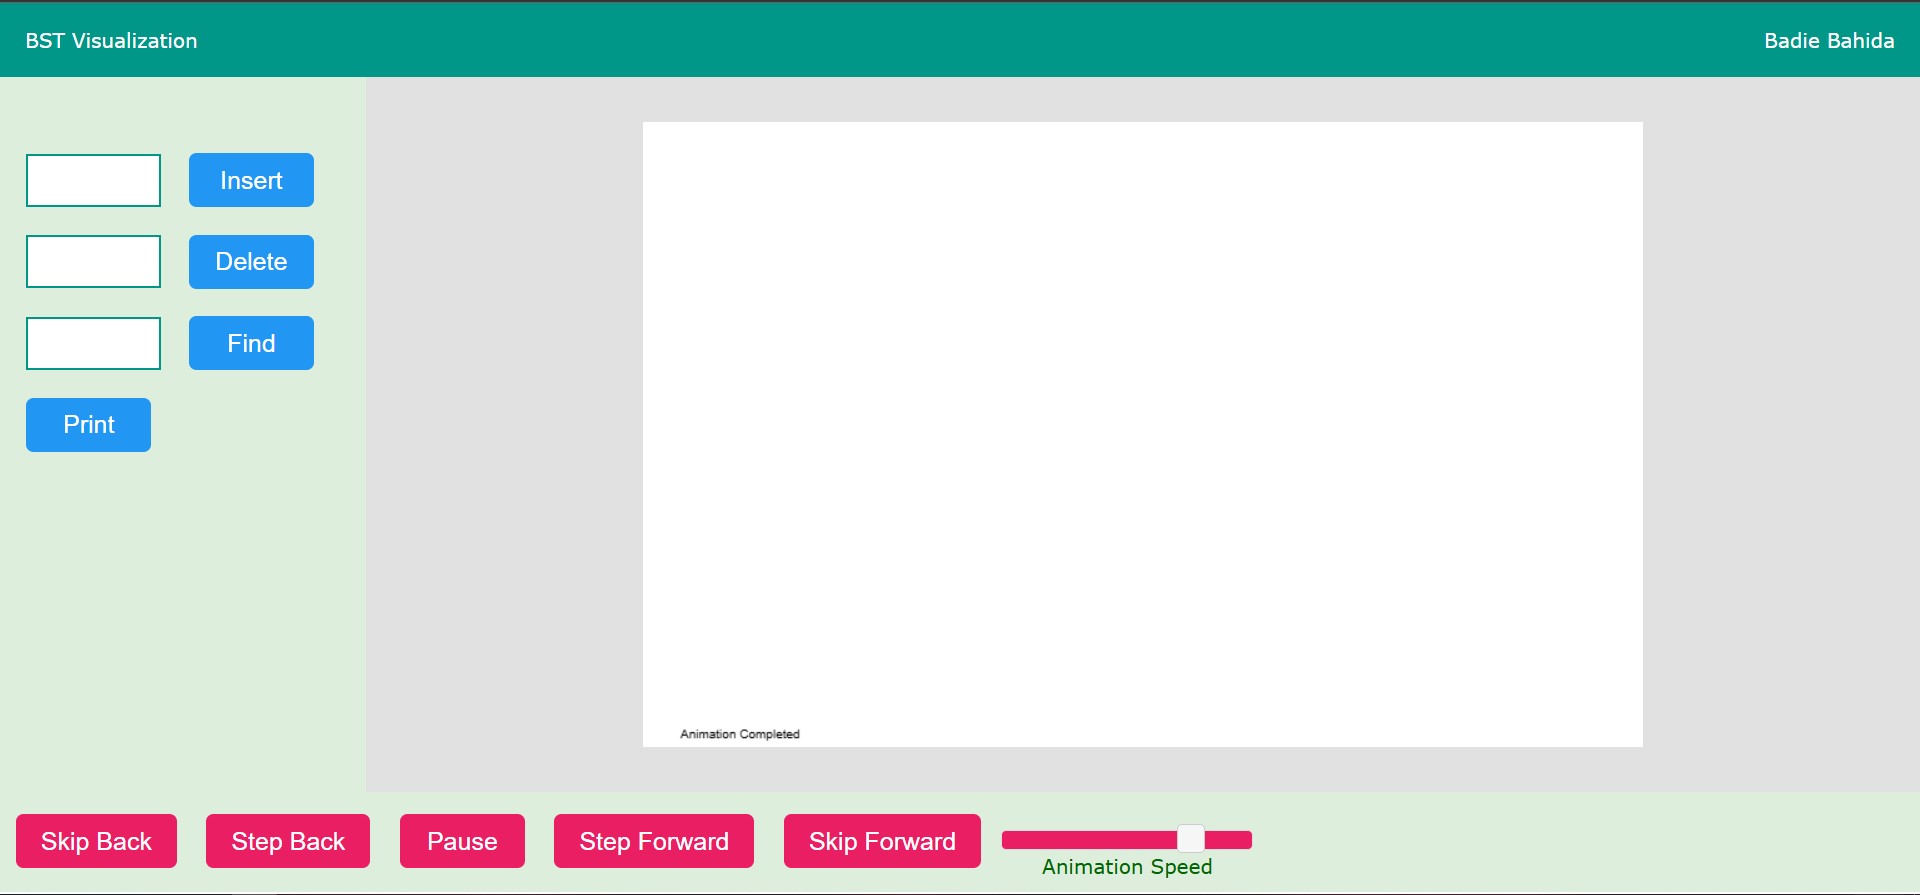 BST Visualization
Badie Bahida
Insert
Delete
Find
Print
Animation Completed
Skip Back
Step Back
Pause
Step Forward
Skip Forward
Animation Speed